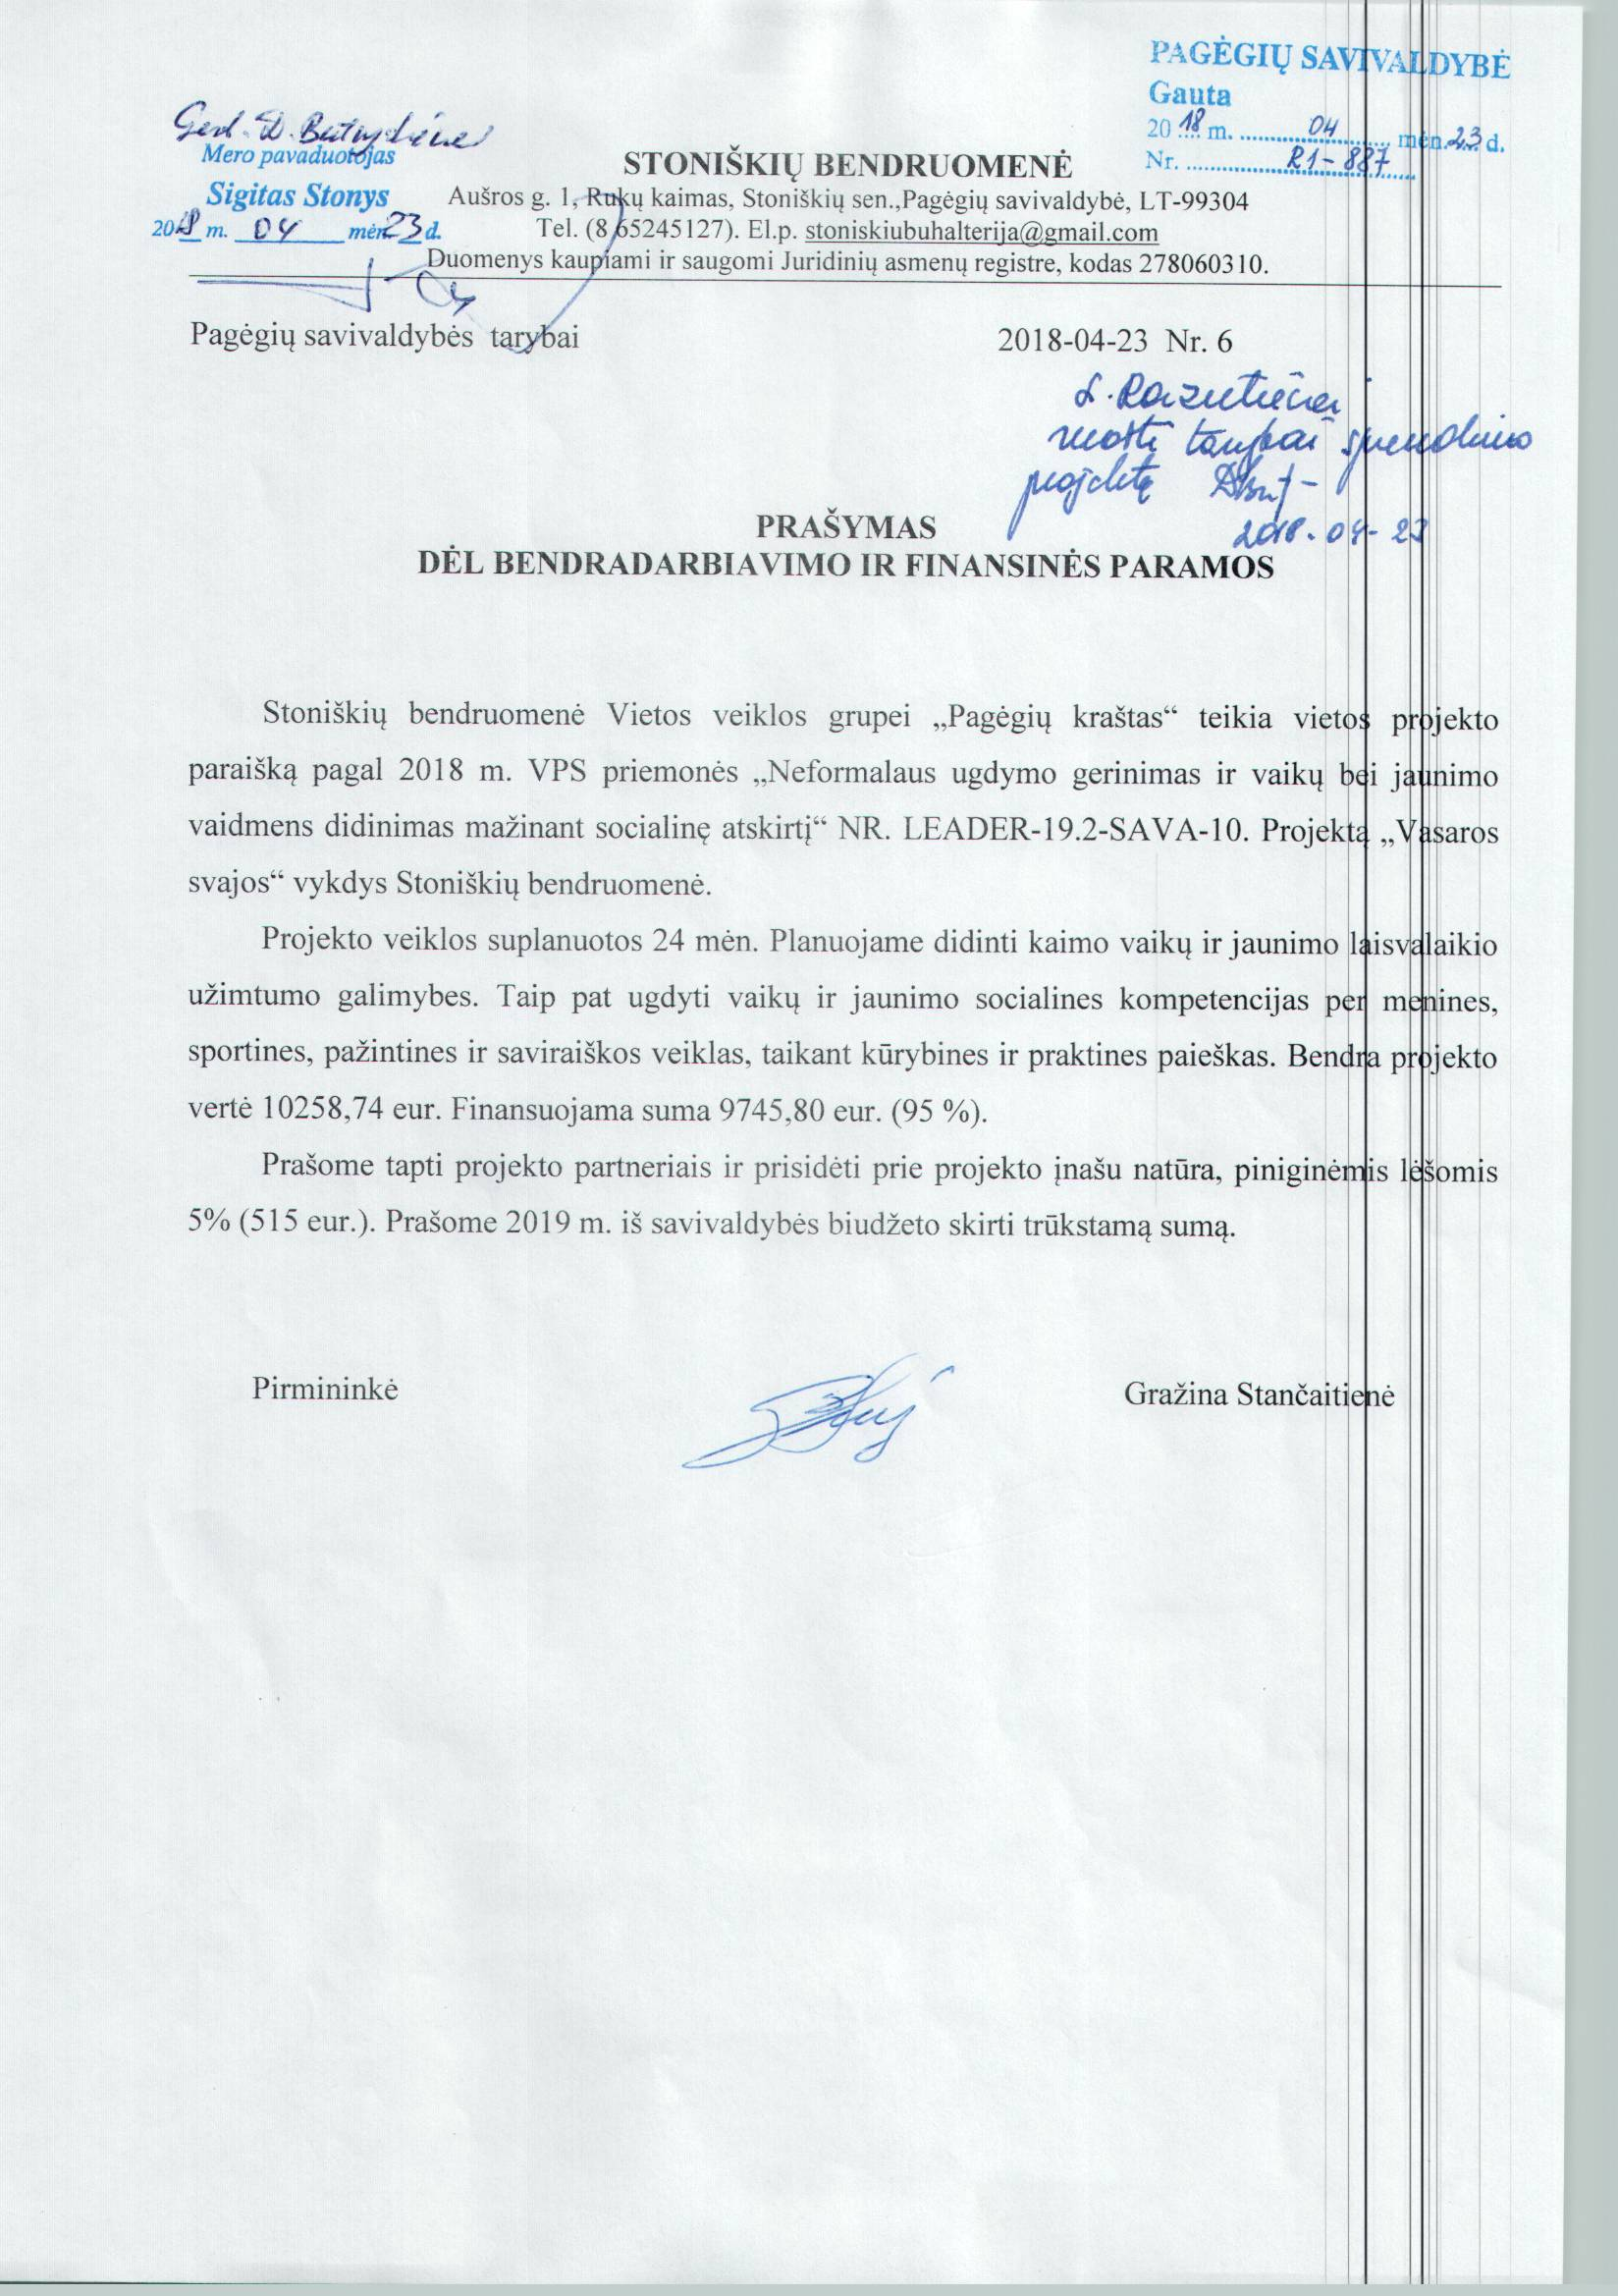 PAGĖGIŲ SAVIVALDYBĖ
Gauta
2018 m. 04 mėn. 23 d.
Nr. R1-887
Mero pavaduotojas
Sigitas Stonys
2018 m. 04 mėn 23 d.
STONIŠKIŲ BENDRUOMENĖ
Aušros g. 1, Rukų kaimas, Stoniškių sen.,Pagėgių savivaldybė, LT-99304
Tel. (8 65245127). El.p. stoniskiubuhalterija@gmail.com
Duomenys kaupiami ir saugomi Juridinių asmenų registre, kodas 278060310.
Pagėgių savivaldybės tarybai
2018-04-23 Nr. 6
projektą
2018-04-23
PRAŠYMAS
DĖL BENDRADARBIAVIMO IR FINANSINĖS PARAMOS
Stoniškių bendruomenė Vietos veiklos grupei „Pagėgių kraštas“ teikia vietos projekto
paraišką pagal 2018 m. VPS priemonės „Neformalaus ugdymo gerinimas ir vaikų bei jaunimo
vaidmens didinimas mažinant socialinę atskirtį“ NR. LEADER-19.2-SAVA-10. Projektą „Vasaros
svajos“ vykdys Stoniškių bendruomenė.
Projekto veiklos suplanuotos 24 mėn. Planuojame didinti kaimo vaikų ir jaunimo laisvalaikio
užimtumo galimybes. Taip pat ugdyti vaikų ir jaunimo socialines kompetencijas per menines,
sportines, pažintines ir saviraiškos veiklas, taikant kūrybines ir praktines paieškas. Bendra projekto
vertė 10258,74 eur. Finansuojama suma 9745,80 eur. (95 %).
Prašome tapti projekto partneriais ir prisidėti prie projekto įnašu natūra, piniginėmis lėšomis
5% (515 eur.). Prašome 2019 m. iš savivaldybės biudžeto skirti trūkstamą sumą.
Pirmininkė
Gražina Stančaitienė